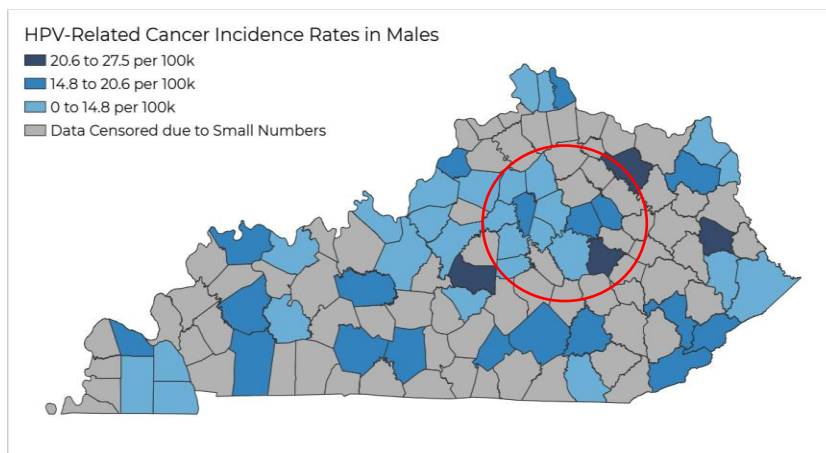 HPV-Related Cancer Incidence Rates in Males
20.6 to 27.5 per 100k
14.8 to 20.6 per 100k
0 to 14.8 per 100k
Data Censored due to Small Numbers